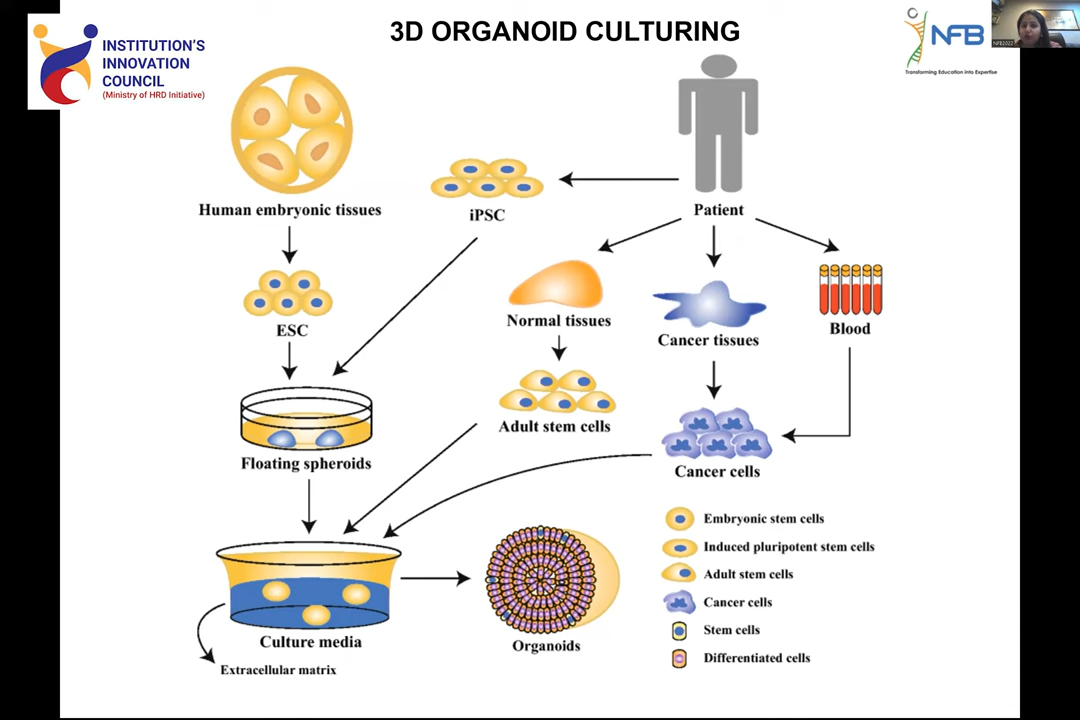 3D ORGANOID CULTURING
INSTITUTION'S
INNOVATION
COUNCIL
(Ministry of HRD Initiative)
NFB
Transforming Education into Expertise
NFB2022
Human embryonic tissues
iPSC
Patient
ESC
Normal tissues
Cancer tissues
Blood
Adult stem cells
Floating spheroids
Cancer cells
Culture media
Extracellular matrix
Organoids
Embryonic stem cells
Induced pluripotent stem cells
Adult stem cells
Cancer cells
Stem cells
Differentiated cells